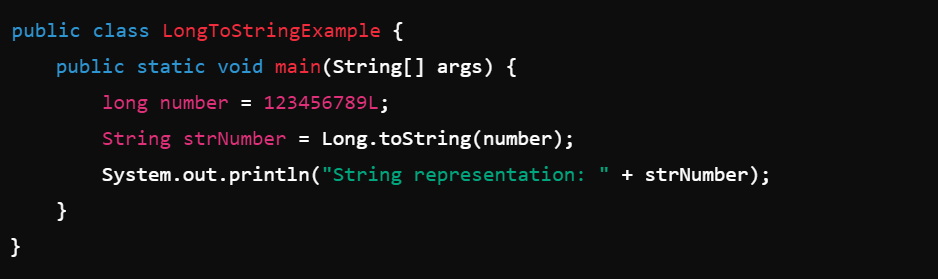 public class LongToStringExample {
    public static void main(String[] args) {
        long number = 123456789L;
        String strNumber = Long.toString(number);
        System.out.println("String representation: " + strNumber);
    }
}